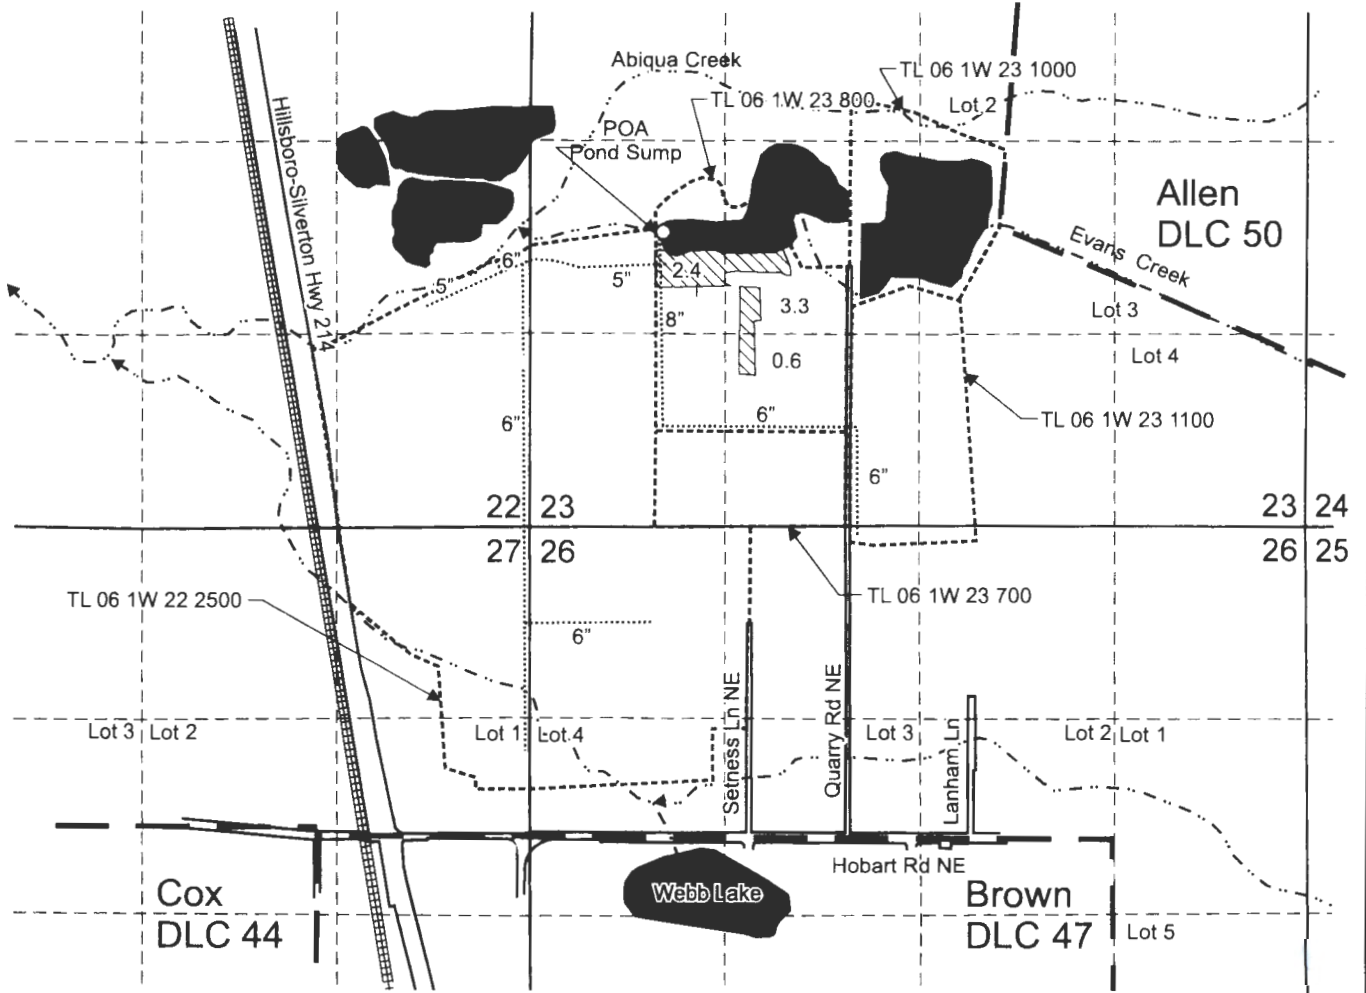 Abiqua Creek
TL 06 1W 23 1000
TL 06 1W 23 800
Lot 2
POA
Pond Sump
Hillsboro-Silverton Hwy 214
Allen
DLC 50
Evans Creek
6"
5"
5"
2.4
3.3
8"
Lot 3
0.6
Lot 4
6"
6"
TL 06 1W 23 1100
6"
22 23
23 24
27 26
26 25
TL 06 1W 22 2500
TL 06 1W 23 700
6"
Setness Ln NE
Quarry Rd NE
Lanham Ln
Lot 3 Lot 2
Lot 1 Lot 4
Lot 3
Lot 2 Lot 1
Hobart Rd NE
Webb Lake
Cox
DLC 44
Brown
DLC 47
Lot 5